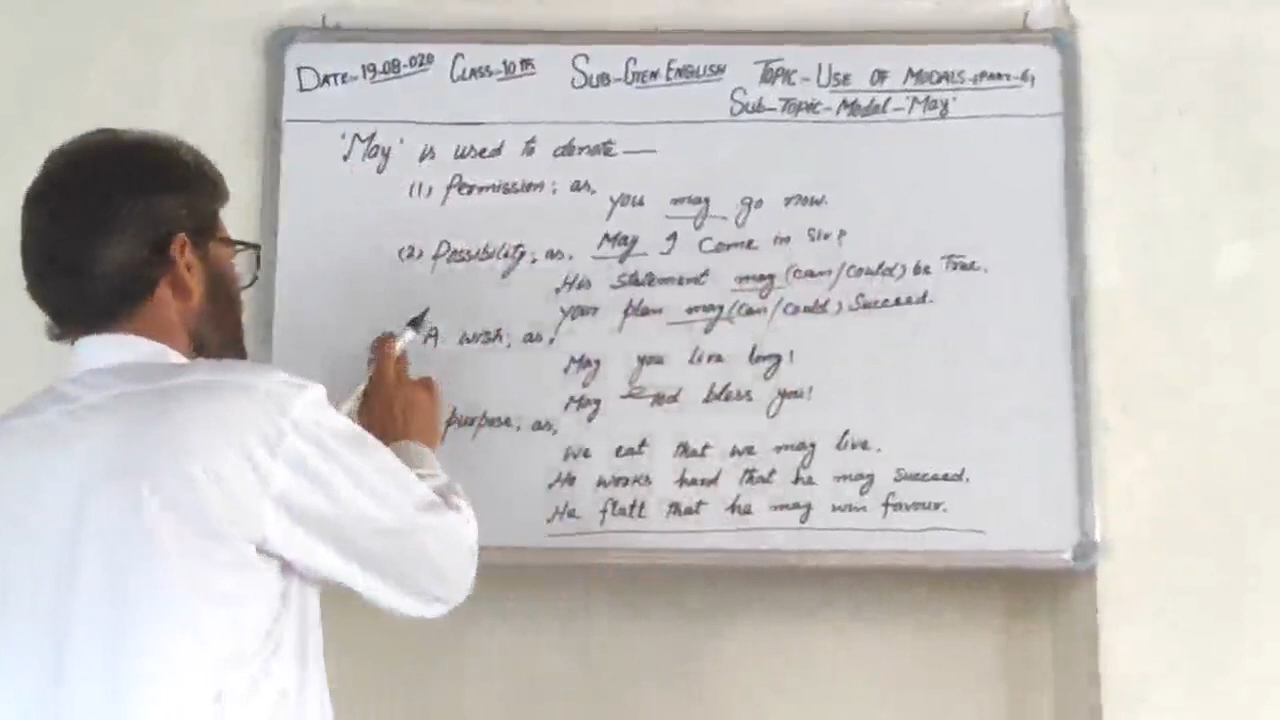 DATE-19.08.020 CLASS-10th SUB-GEN.ENGLISH TOPIC-USE OF MODALS-(PART-6)
SUB-TOPIC-Modal-'May'
'May' is used to denote—
(1) Permission; as,
you may go now.
May I Come in Sir?
(2) Possibility; as,
His statement may (can/could) be True.
your plan may (can/could) Succeed.
A wish; as,
May you live long!
May God bless you!
purpose; as,
we eat that we may live.
He works hard that he may Succeed.
He flatt that he may win favour.